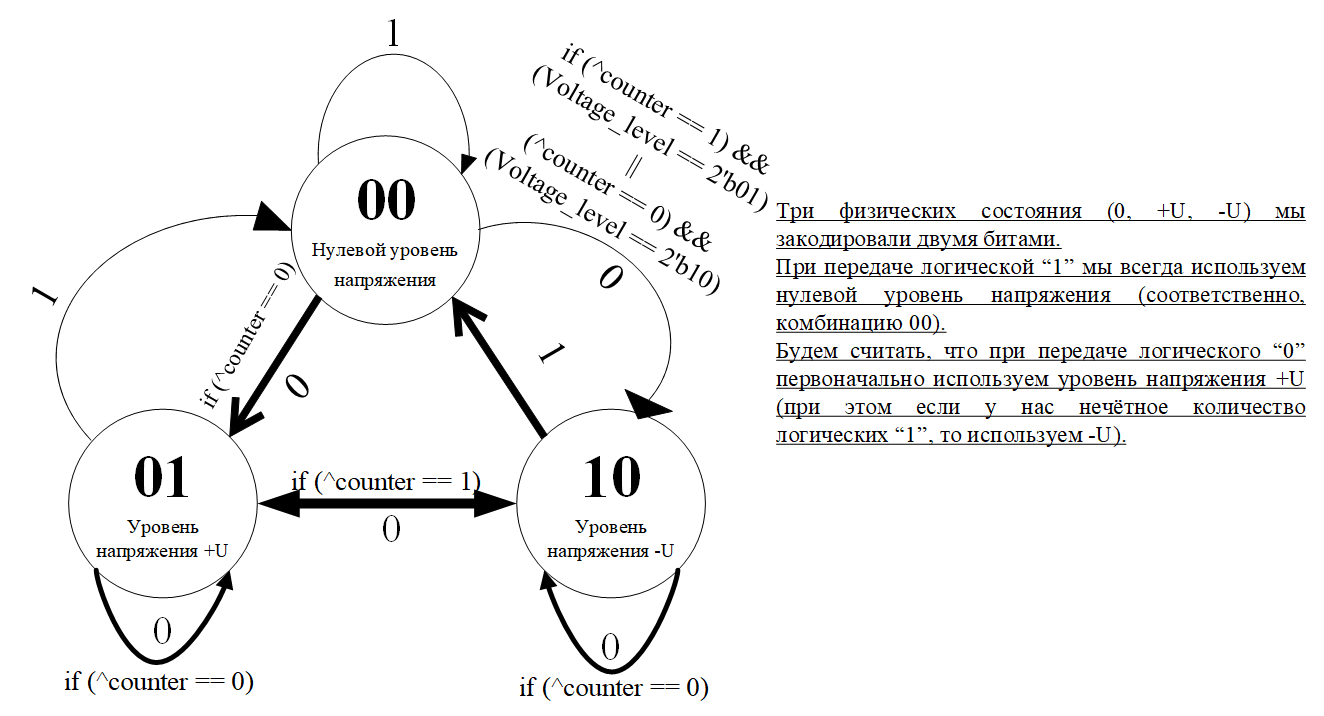 1
if (^counter == 1) &&
(Voltage_level == 2'b01)
||
(^counter == 0) &&
(Voltage_level == 2'b10)
00
Нулевой уровень
напряжения
1
if (^counter == 0)
0
1
0
01
Уровень
напряжения +U
if (^counter == 1)
0
10
Уровень
напряжения -U
0
if (^counter == 0)
0
if (^counter == 0)
Три физических состояния (0, +U, -U) мы
закодировали двумя битами.
При передаче логической “1” мы всегда используем
нулевой уровень напряжения (соответственно,
комбинацию 00).
Будем считать, что при передаче логического “0”
первоначально используем уровень напряжения +U
(при этом если у нас нечётное количество
логических “1”, то используем -U).